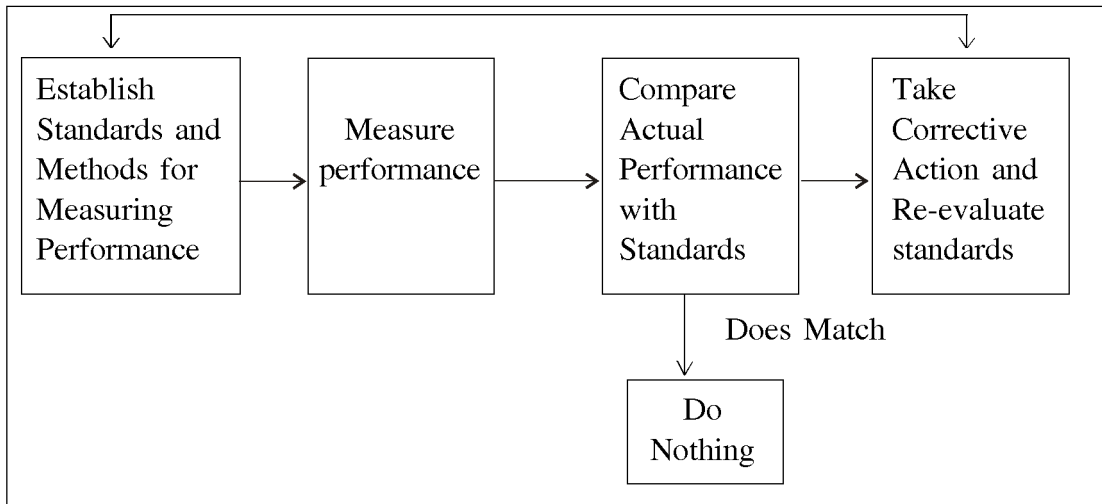 Establish
Standards and
Methods for
Measuring
Performance
Measure
performance
Compare
Actual
Performance
with
Standards
Take
Corrective
Action and
Re-evaluate
standards
Does Match
Do
Nothing